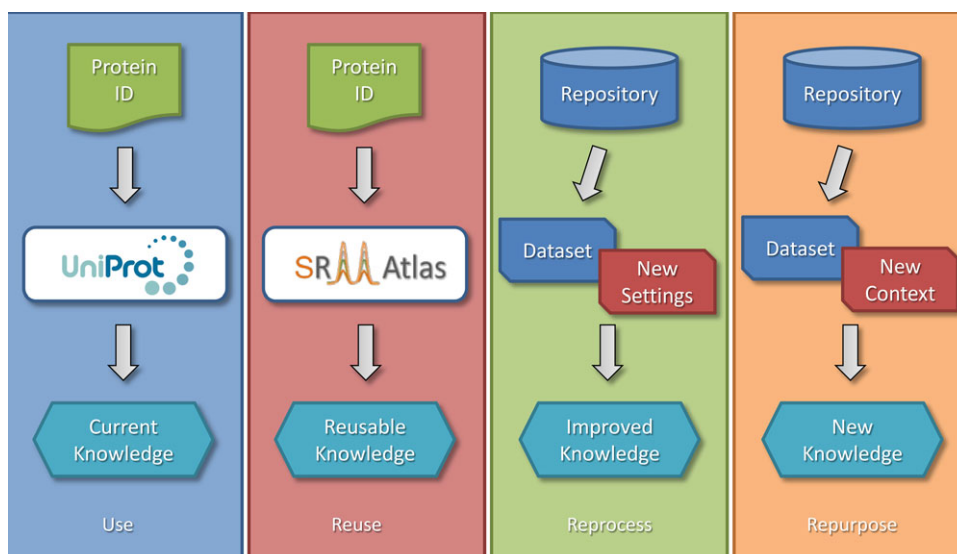 Protein
ID
UniProt
Current
Knowledge
Use
Protein
ID
SRM Atlas
Reusable
Knowledge
Reuse
Repository
Dataset
New
Settings
Improved
Knowledge
Reprocess
Repository
Dataset
New
Context
New
Knowledge
Repurpose